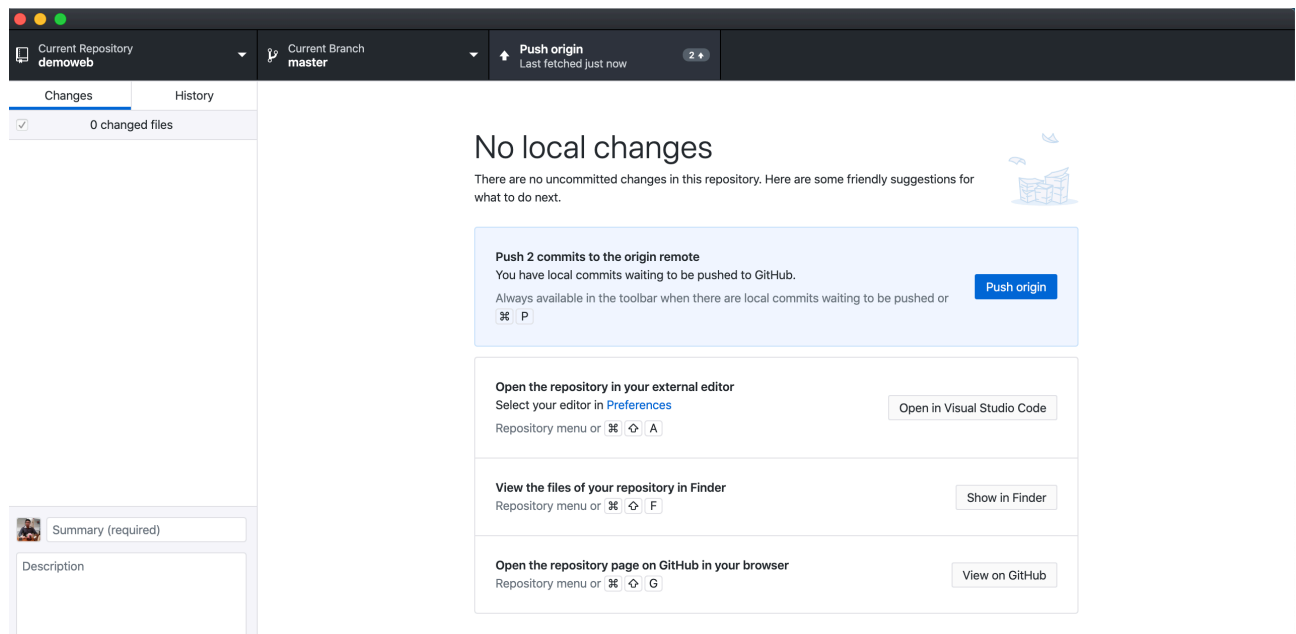 Current Repository
demoweb
Current Branch
master
Push origin
Last fetched just now
2
Changes
History
0 changed files
No local changes
There are no uncommitted changes in this repository. Here are some friendly suggestions for
what to do next.
Push 2 commits to the origin remote
You have local commits waiting to be pushed to GitHub.
Always available in the toolbar when there are local commits waiting to be pushed or
⌘ P
Push origin
Open the repository in your external editor
Select your editor in Preferences
Repository menu or ⌘ ⇧ A
Open in Visual Studio Code
View the files of your repository in Finder
Repository menu or ⌘ ⇧ F
Show in Finder
Open the repository page on GitHub in your browser
Repository menu or ⌘ ⇧ G
View on GitHub
Summary (required)
Description